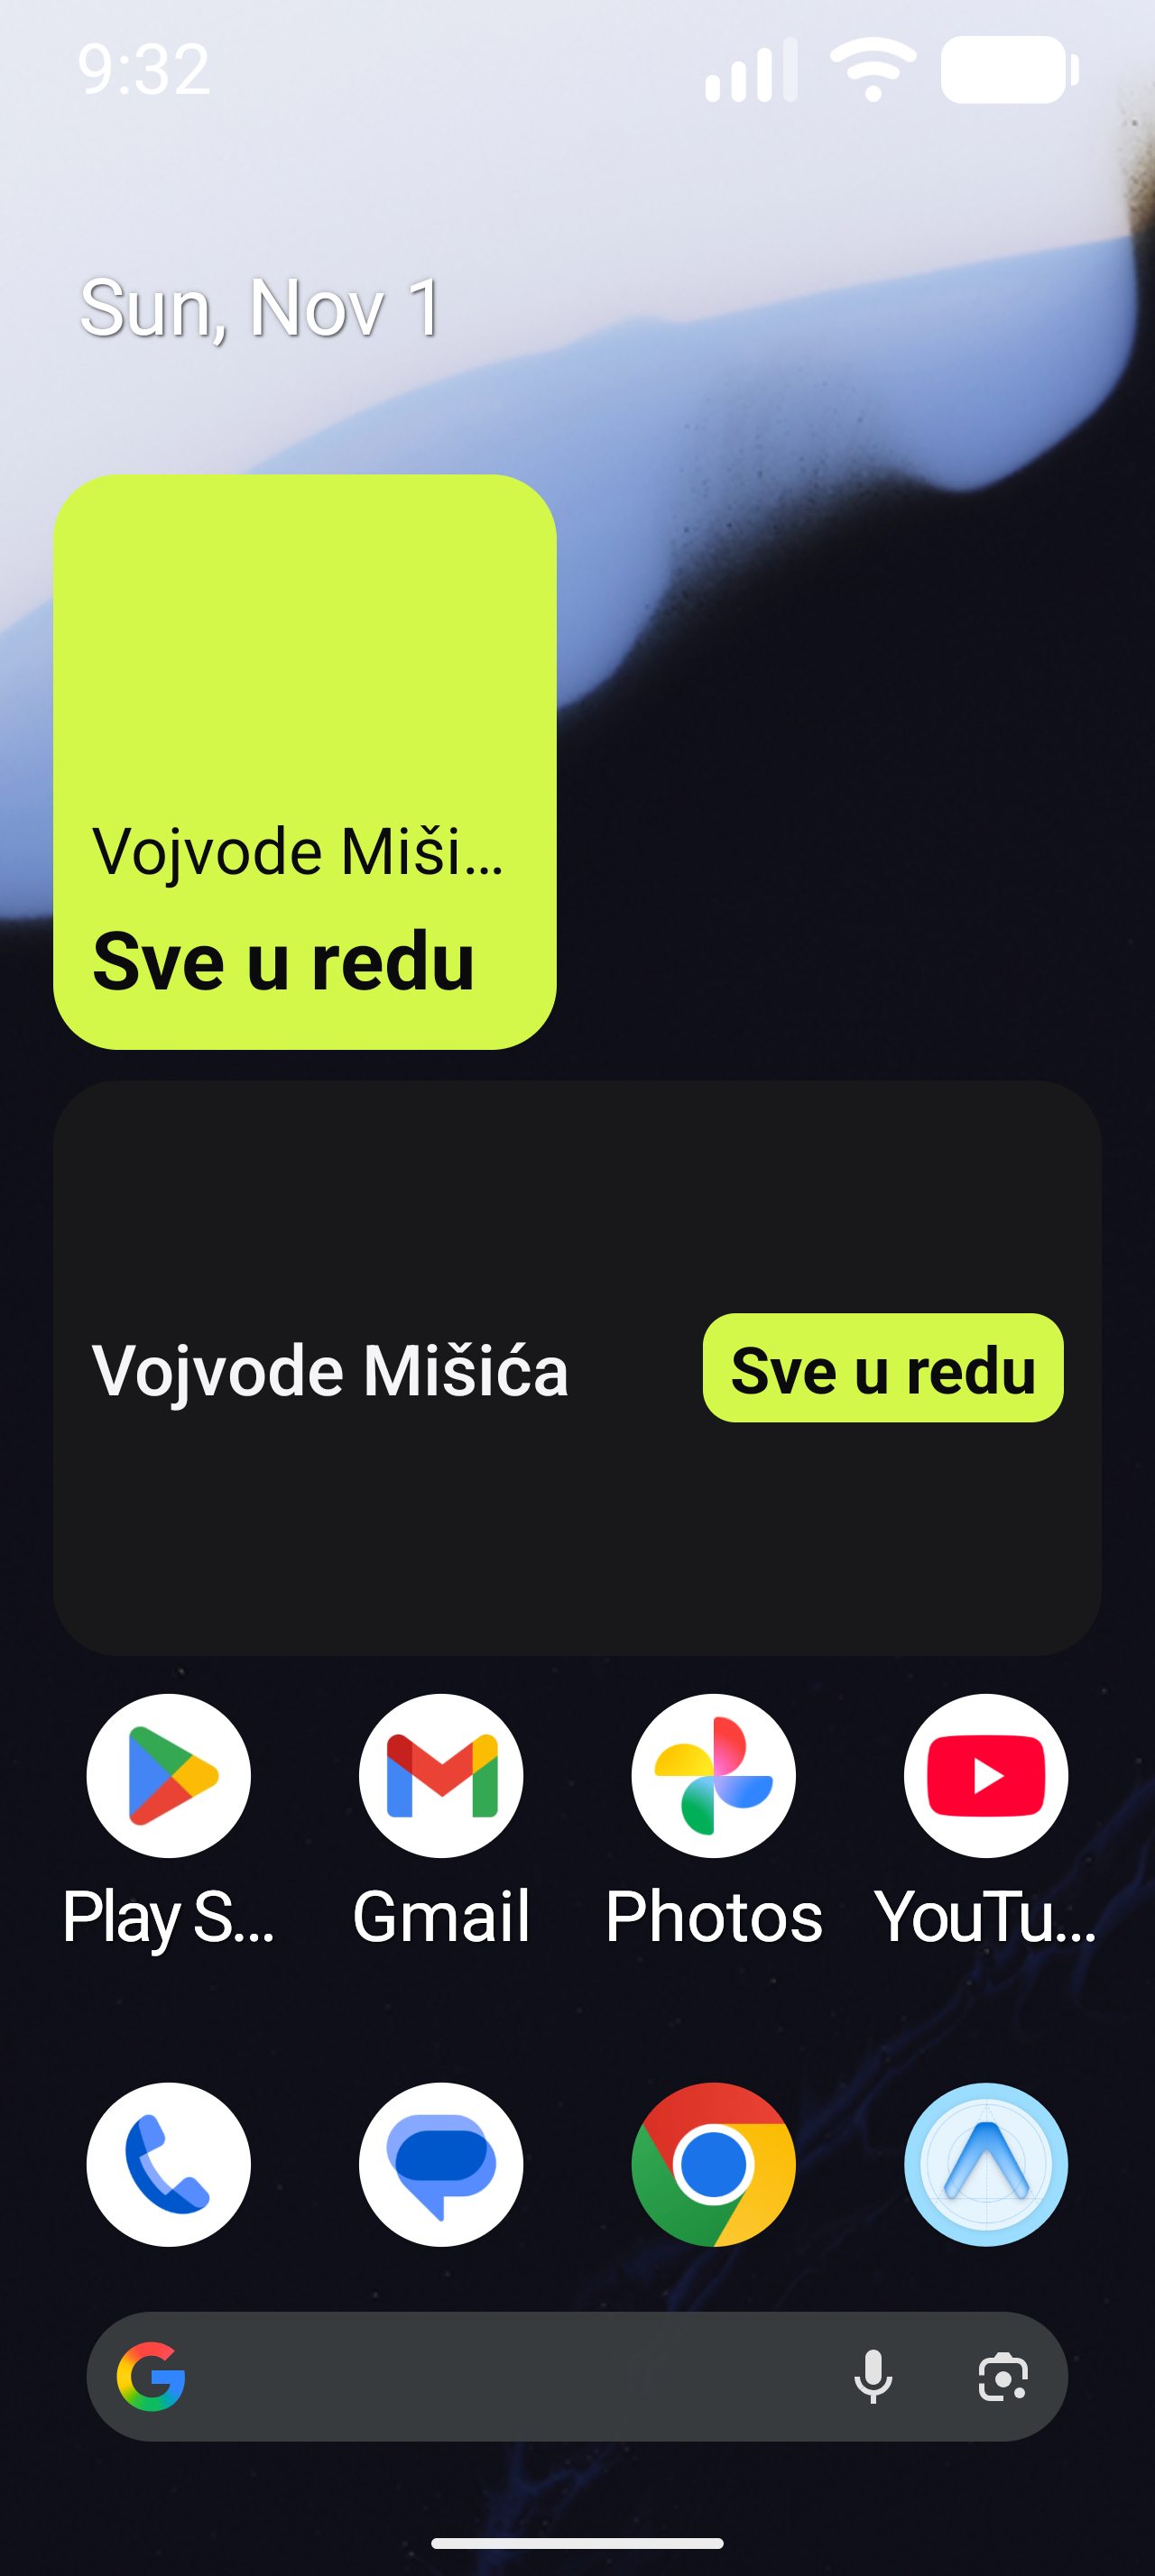 9:32
Sun, Nov 1
Vojvode Miši...
Sve u redu
Vojvode Mišića
Sve u redu
Play S...
Gmail
Photos
YouTu...